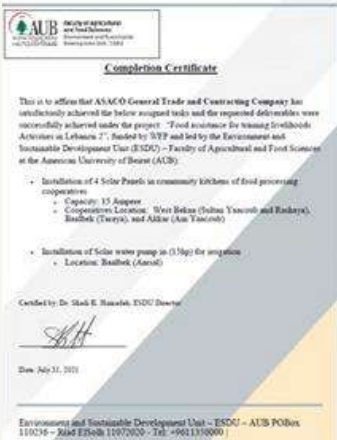 AUB
Faculty of Agricultural
and Food Sciences
Environment and Sustainable
Development Unit
Completion Certificate
This is to affirm that ASACO General Trade and Contracting Company has
satisfactorily achieved the below assigned tasks and the requested deliverables were
successfully achieved under the project "Food assistance for training livelihoods
Activities in Lebanon 2", funded by WFP and led by the Environment and
Sustainable Development Unit (ESDU) – Faculty of Agricultural and Food Sciences
at the American University of Beirut (AUB):
• Installation of 4 Solar Panels in community kitchens of food processing
cooperatives
Capacity: 15 Ampere
Cooperatives Location: West Bekaa (Sultan Yaacoub and Rashaya),
Baalbek (Taraya), and Akkar (Ain Yaacoub)
• Installation of Solar water pump in (15hp) for irrigation
Location: Baalbek (Aarsal)
Certified by: Dr. Shadi K. Hamadeh, ESDU Director
Date: July 31, 2021
Environment and Sustainable Development Unit – ESDU – AUB POBox
110236 – Riad ElSolh 11072020 - Tel: +9611350000 |